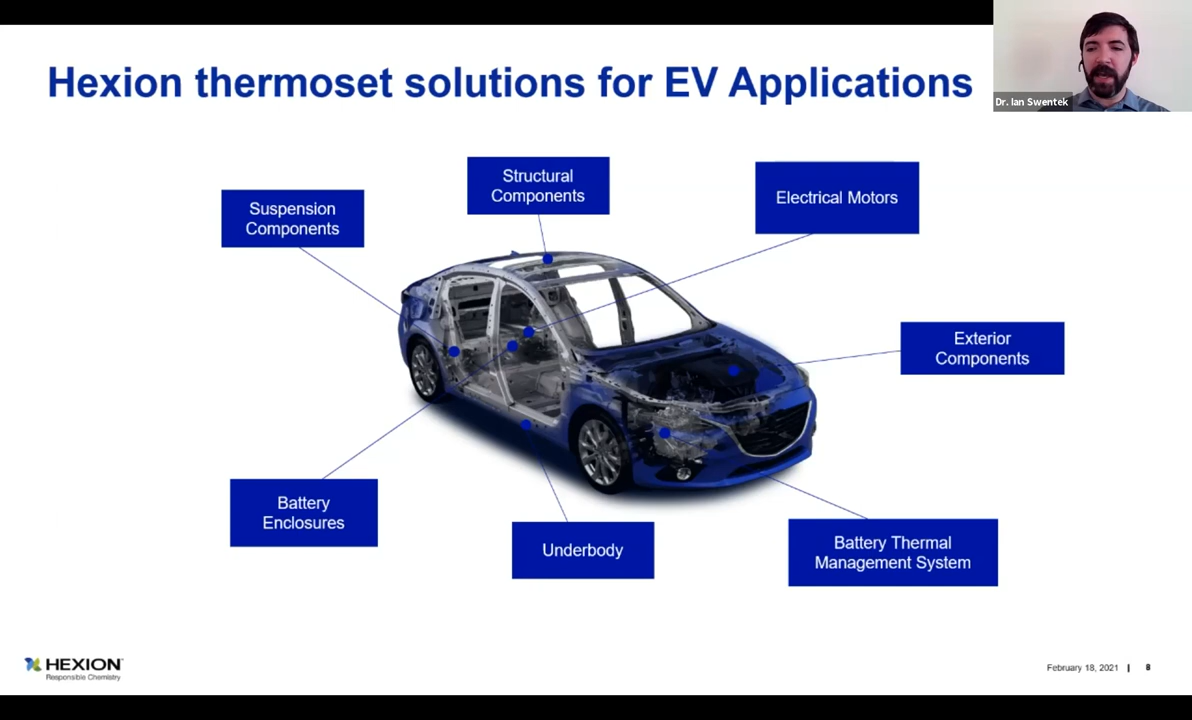 Hexion thermoset solutions for EV Applications
Dr. Ian Swentek
Structural
Components
Electrical Motors
Suspension
Components
Exterior
Components
Battery
Enclosures
Underbody
Battery Thermal
Management System
HEXION
Responsible Chemistry
February 18, 2021 | 8